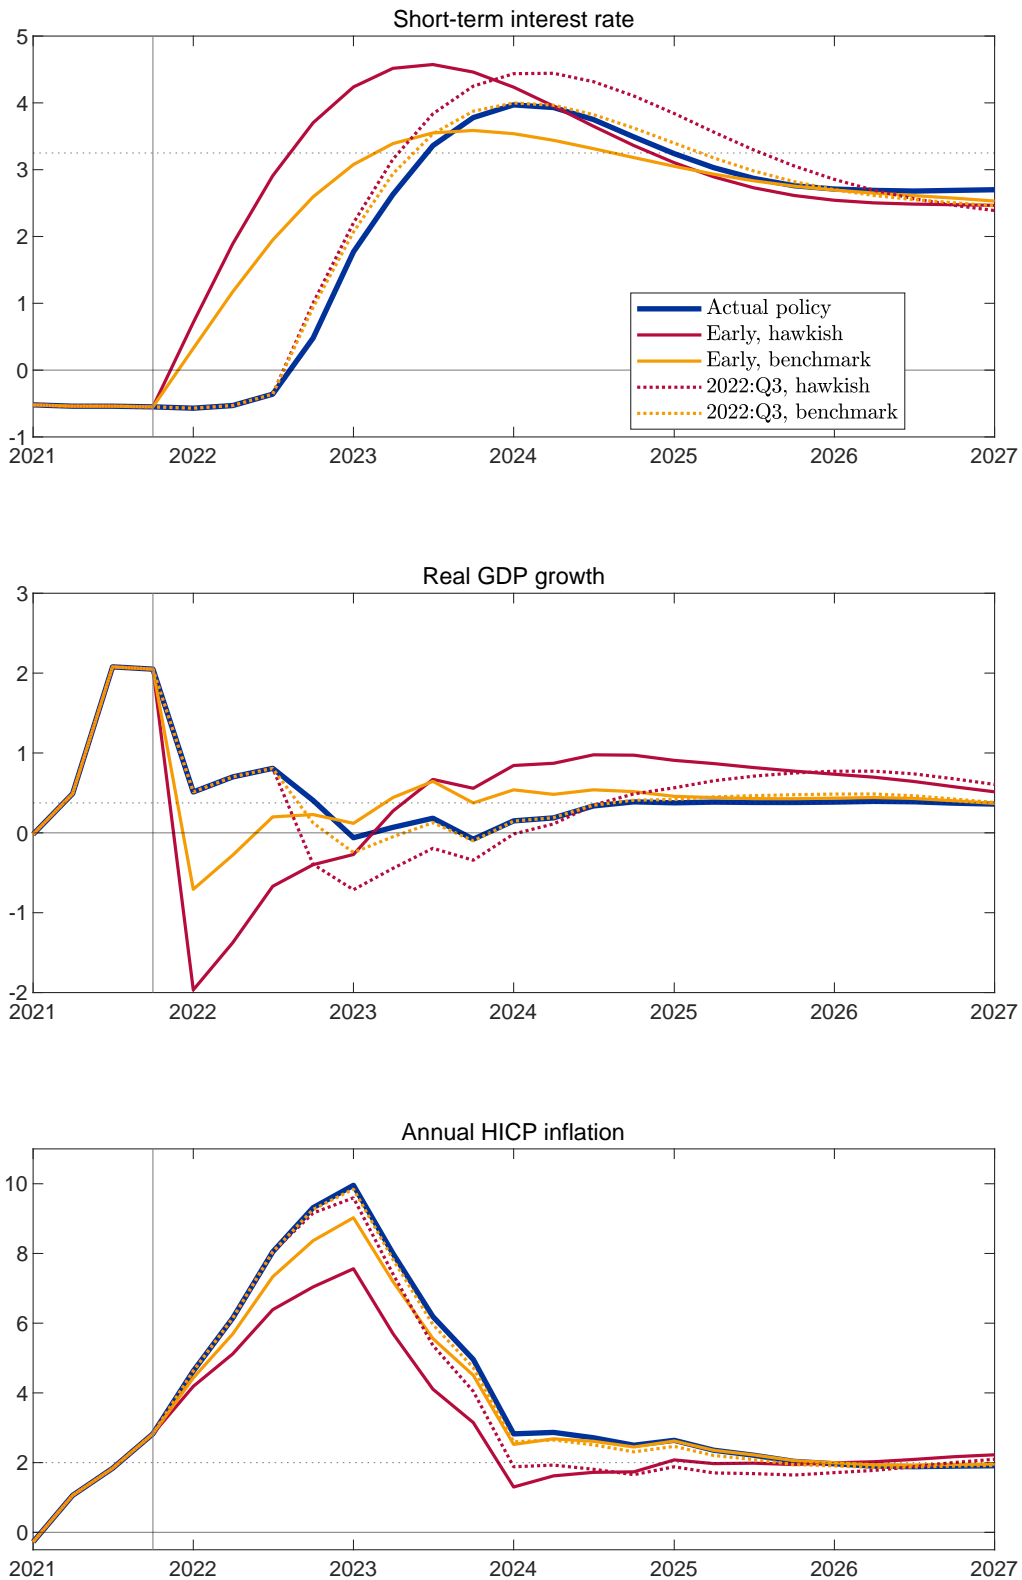 Short-term interest rate
5
4
3
2
1
0
-1
2021 2022 2023 2024 2025 2026 2027
Actual policy
Early, hawkish
Early, benchmark
2022:Q3, hawkish
2022:Q3, benchmark
Real GDP growth
3
2
1
0
-1
-2
2021 2022 2023 2024 2025 2026 2027
Annual HICP inflation
10
8
6
4
2
0
2021 2022 2023 2024 2025 2026 2027